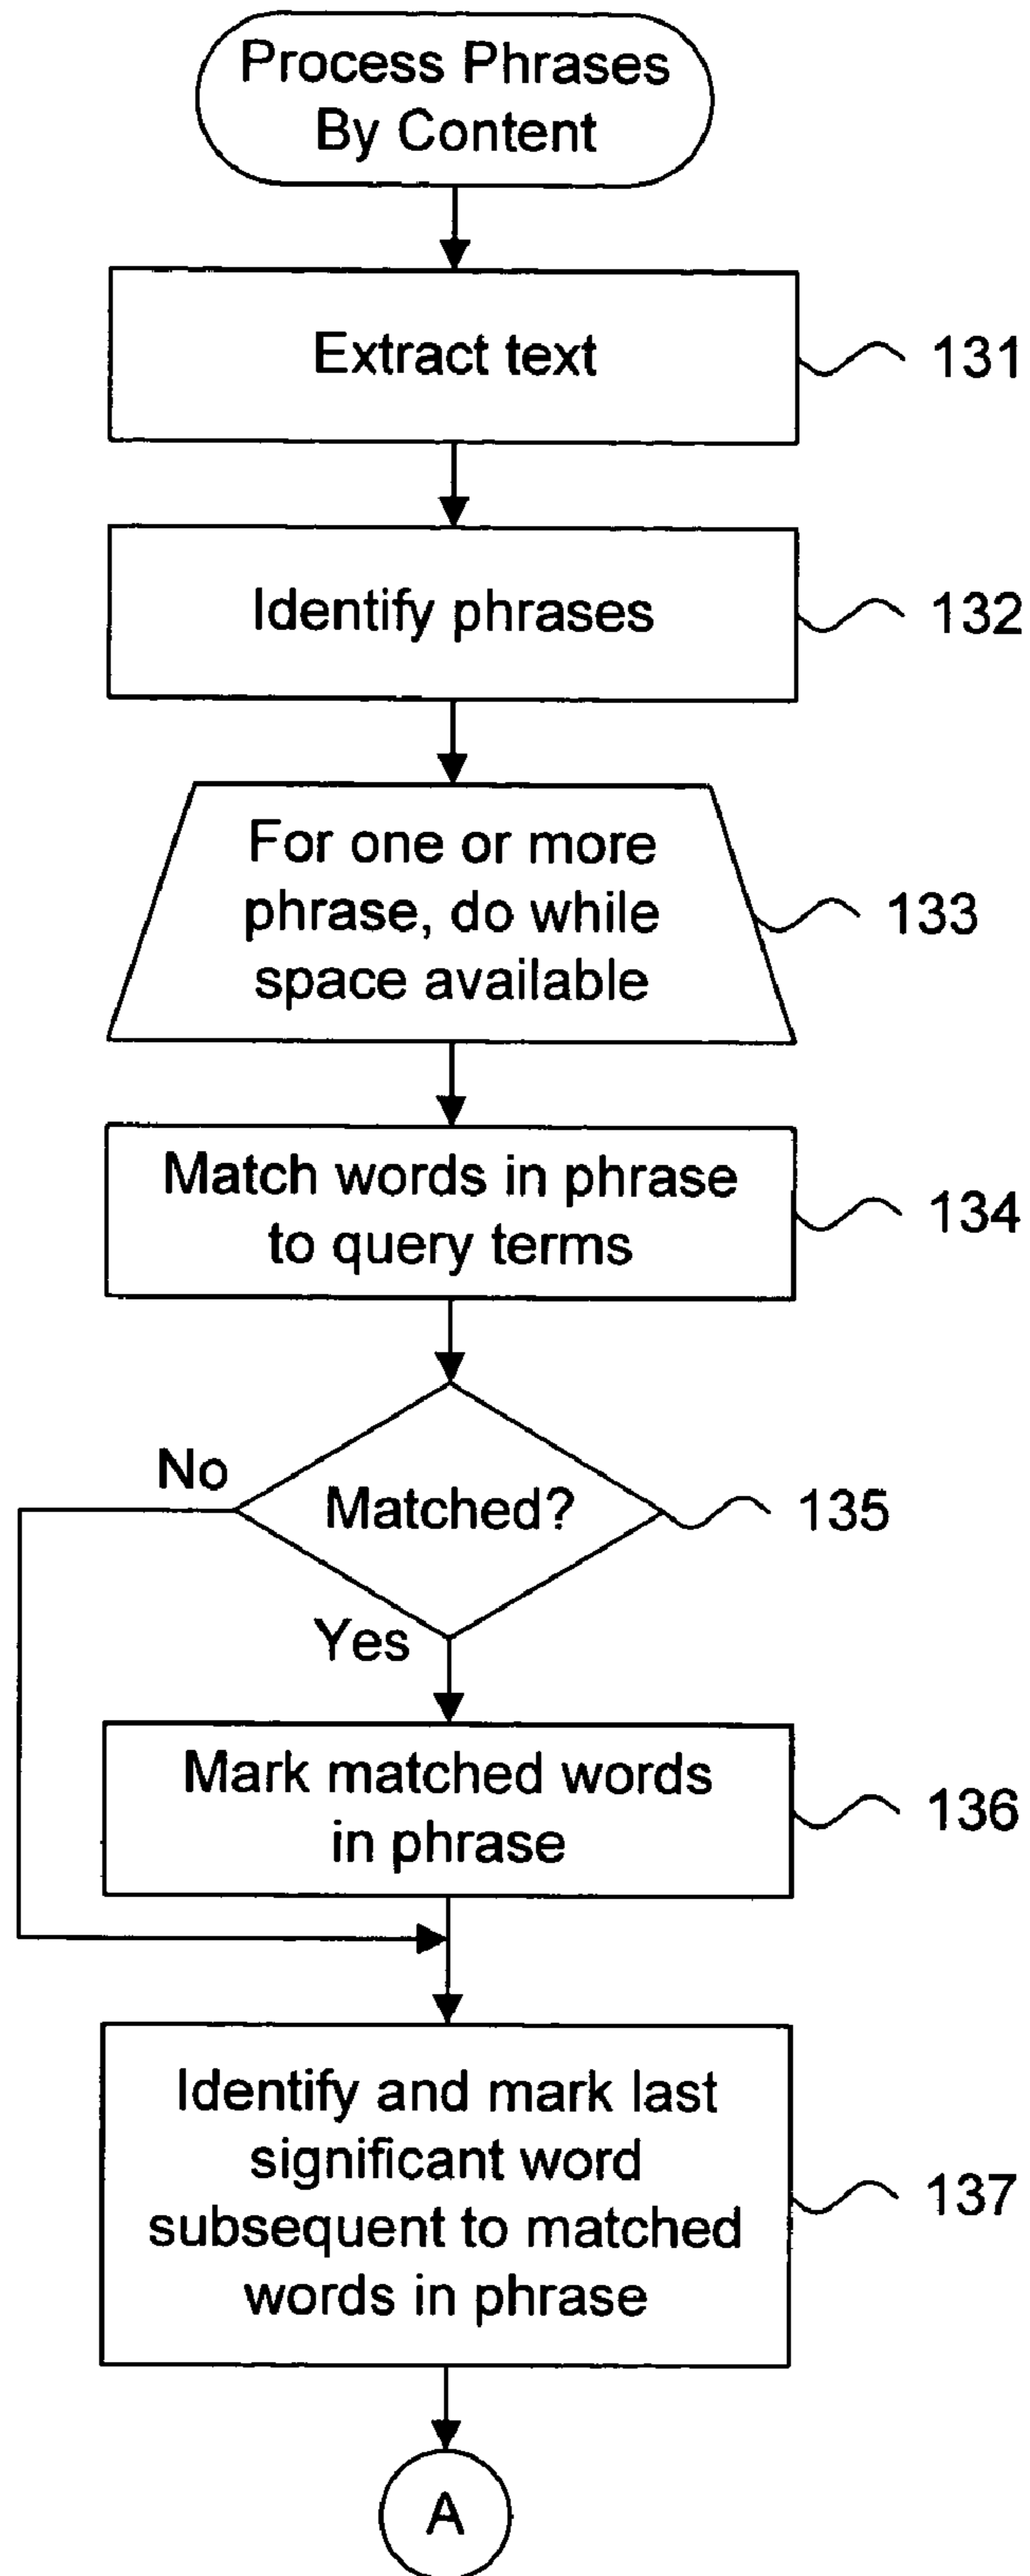 Process Phrases
By Content
Extract text
131
Identify phrases
132
For one or more
phrase, do while
space available
133
Match words in phrase
to query terms
134
No
Matched?
135
Yes
Mark matched words
in phrase
136
Identify and mark last
significant word
subsequent to matched
words in phrase
137
A